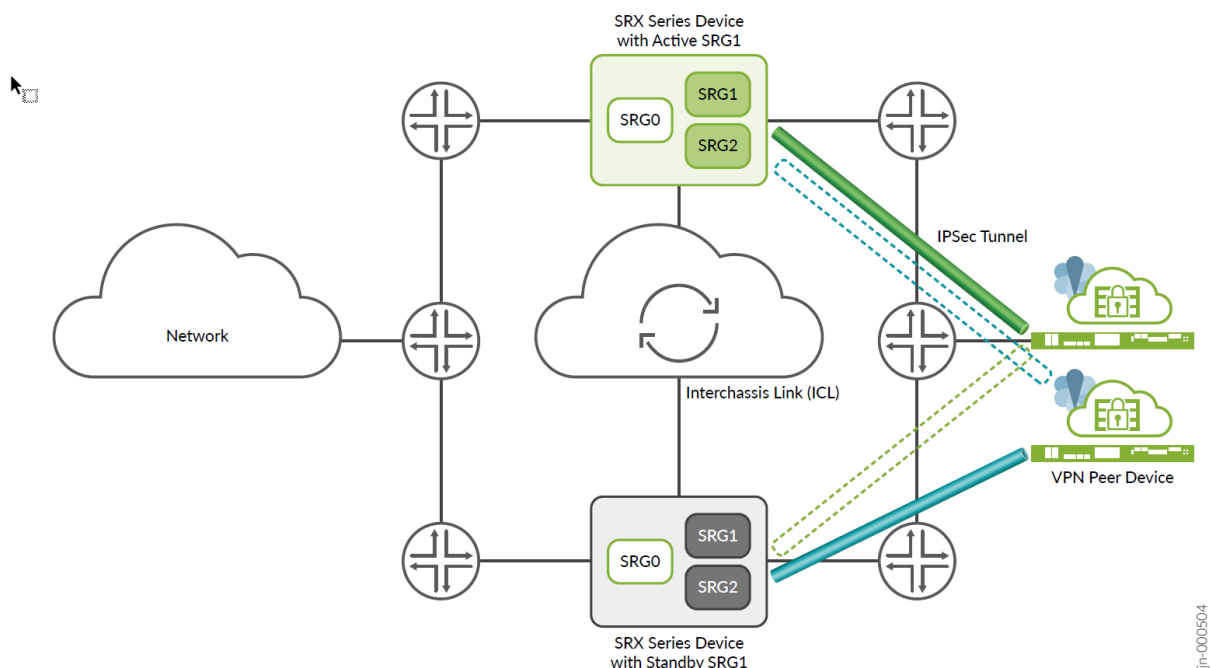 SRX Series Device
with Active SRG1
SRG0
SRG1
SRG2
IPSec Tunnel
Network
Interchassis Link (ICL)
VPN Peer Device
SRG0
SRG1
SRG2
SRX Series Device
with Standby SRG1
jn-000504